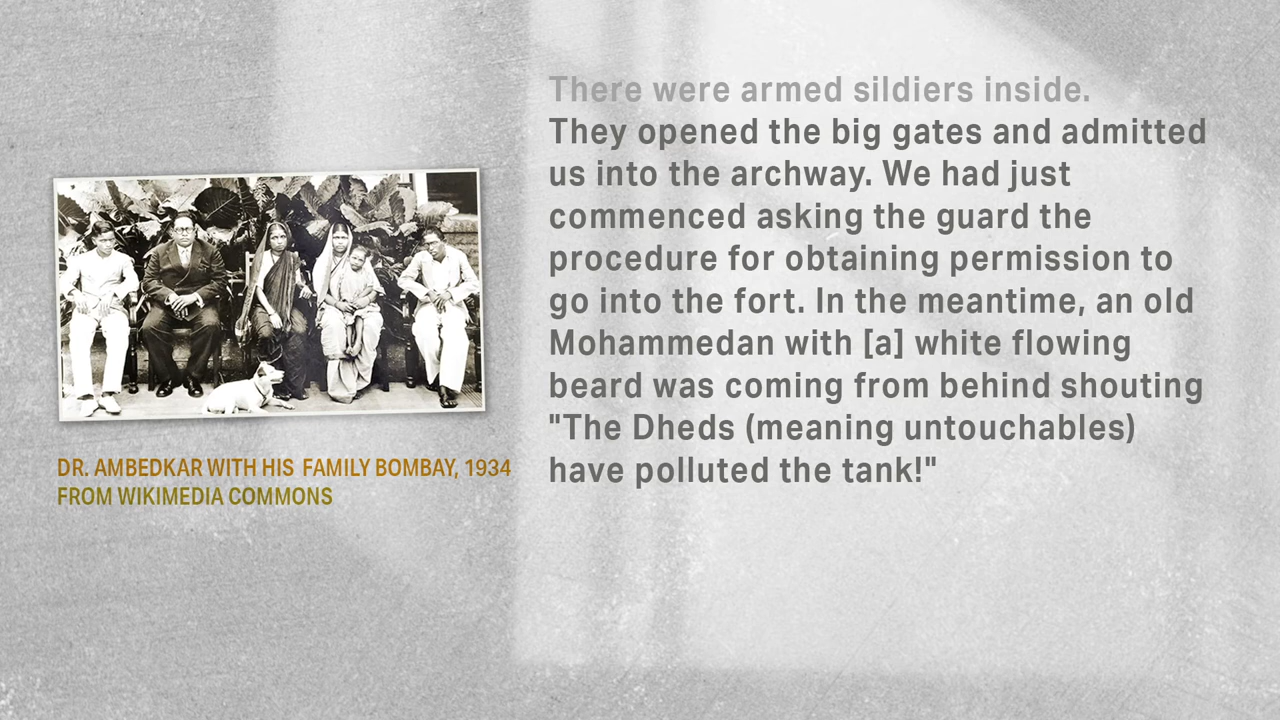 There were armed sildiers inside.
They opened the big gates and admitted
us into the archway. We had just
commenced asking the guard the
procedure for obtaining permission to
go into the fort. In the meantime, an old
Mohammedan with [a] white flowing
beard was coming from behind shouting
"The Dheds (meaning untouchables)
have polluted the tank!"
DR. AMBEDKAR WITH HIS FAMILY BOMBAY, 1934
FROM WIKIMEDIA COMMONS